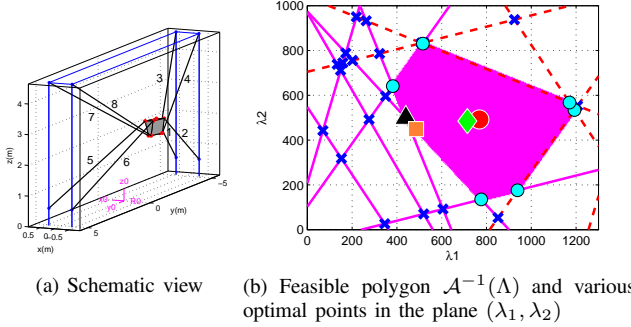 4
3
2
1
0
z(m)
0.5
0
-0.5
x(m)
5
0
-5
y(m)
3
4
8
7
1
2
5
6
z0
y0
R0
1000
800
600
400
200
0
λ2
0
200
400
600
800
1000
1200
λ1
(a) Schematic view
(b) Feasible polygon 𝒜⁻¹(Λ) and various
optimal points in the plane (λ₁, λ₂)